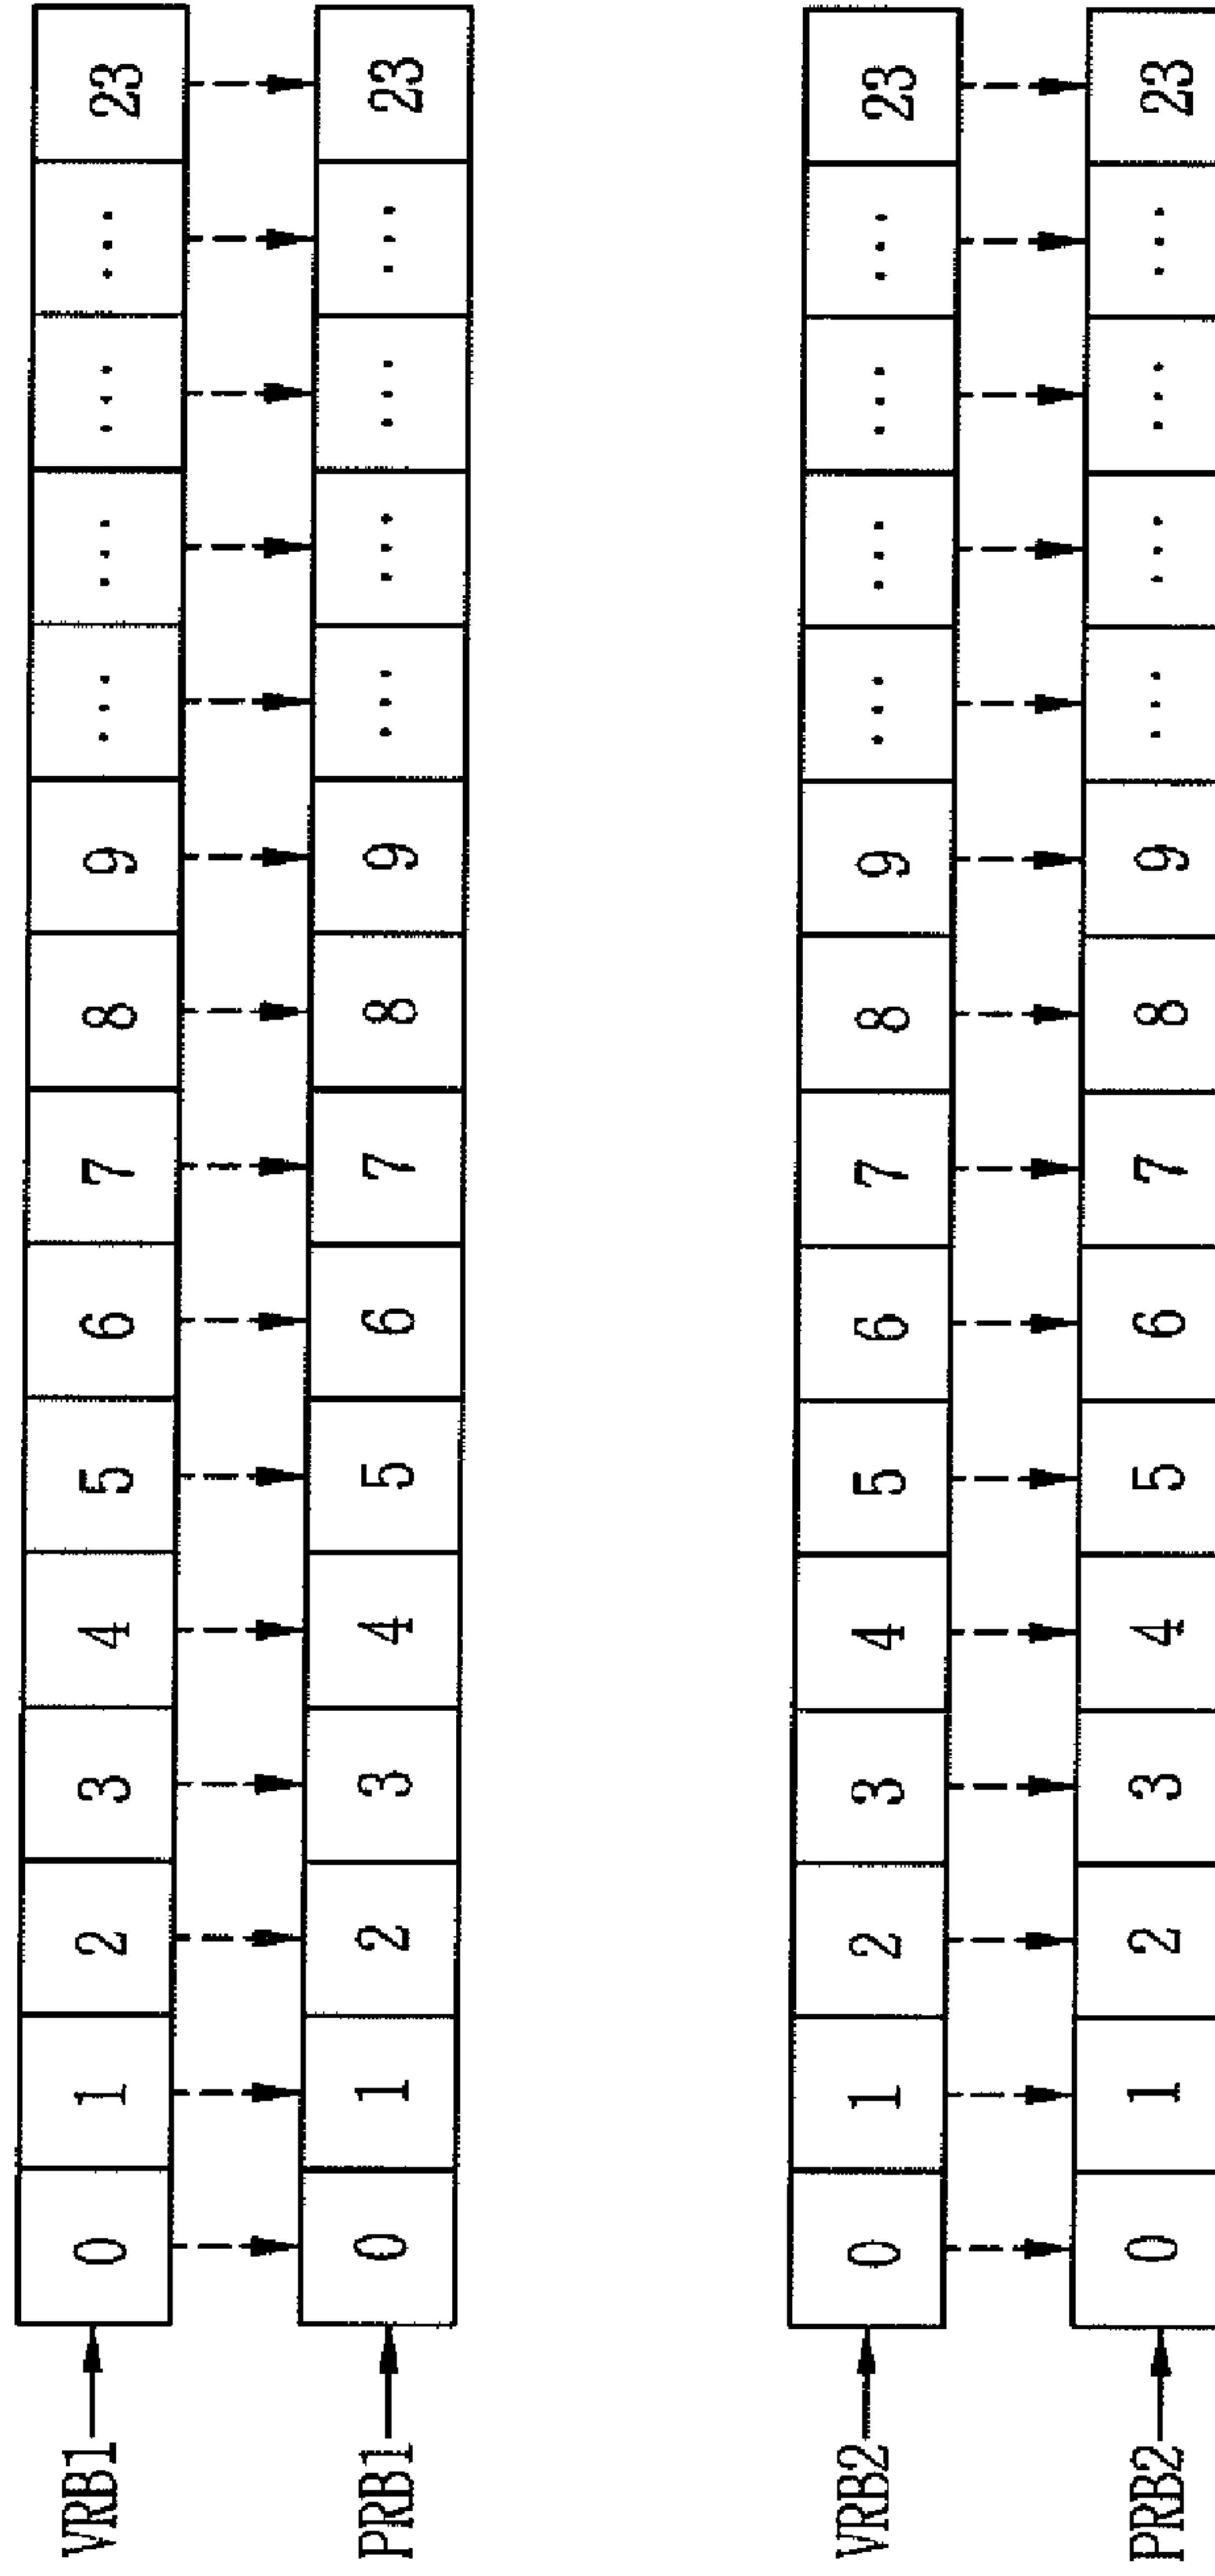 VRB1 0 1 2 3 4 5 6 7 8 9 ... ... ... ... 23
PRB1 0 1 2 3 4 5 6 7 8 9 ... ... ... ... 23
VRB2 0 1 2 3 4 5 6 7 8 9 ... ... ... ... 23
PRB2 0 1 2 3 4 5 6 7 8 9 ... ... ... ... 23